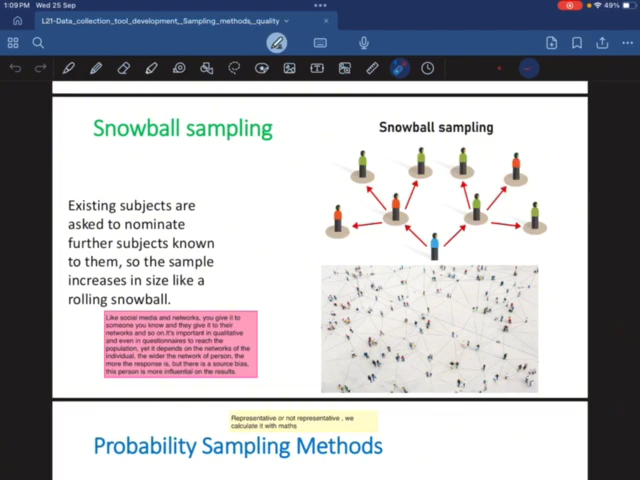 1:09 PM Wed 25 Sep
49%
L21-Data_collection_tool_development,_Sampling_methods,_quality
Snowball sampling
Snowball sampling
Existing subjects are
asked to nominate
further subjects known
to them, so the sample
increases in size like a
rolling snowball.
Like social media and networks, you give it to
someone you know and they give it to their
networks and so on.It's important in qualitative
and even in questionnaires to reach the
population, yet it depends on the networks of the
individual, the wider the network of person, the
more the response is, but there is a source bias,
this person is more influential on the results.
Representative or not representative , we
calculate it with maths
Probability Sampling Methods